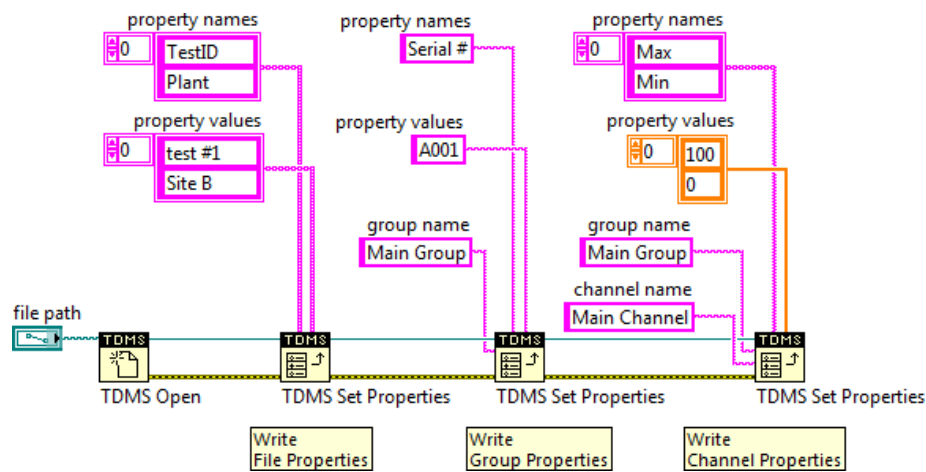 property names
0
TestID
Plant
property values
0
test #1
Site B
property names
Serial #
property values
A001
group name
Main Group
property names
0
Max
Min
property values
0
100
0
group name
Main Group
channel name
Main Channel
file path
TDMS
TDMS Open
TDMS
TDMS Set Properties
TDMS
TDMS Set Properties
TDMS
TDMS Set Properties
Write
File Properties
Write
Group Properties
Write
Channel Properties